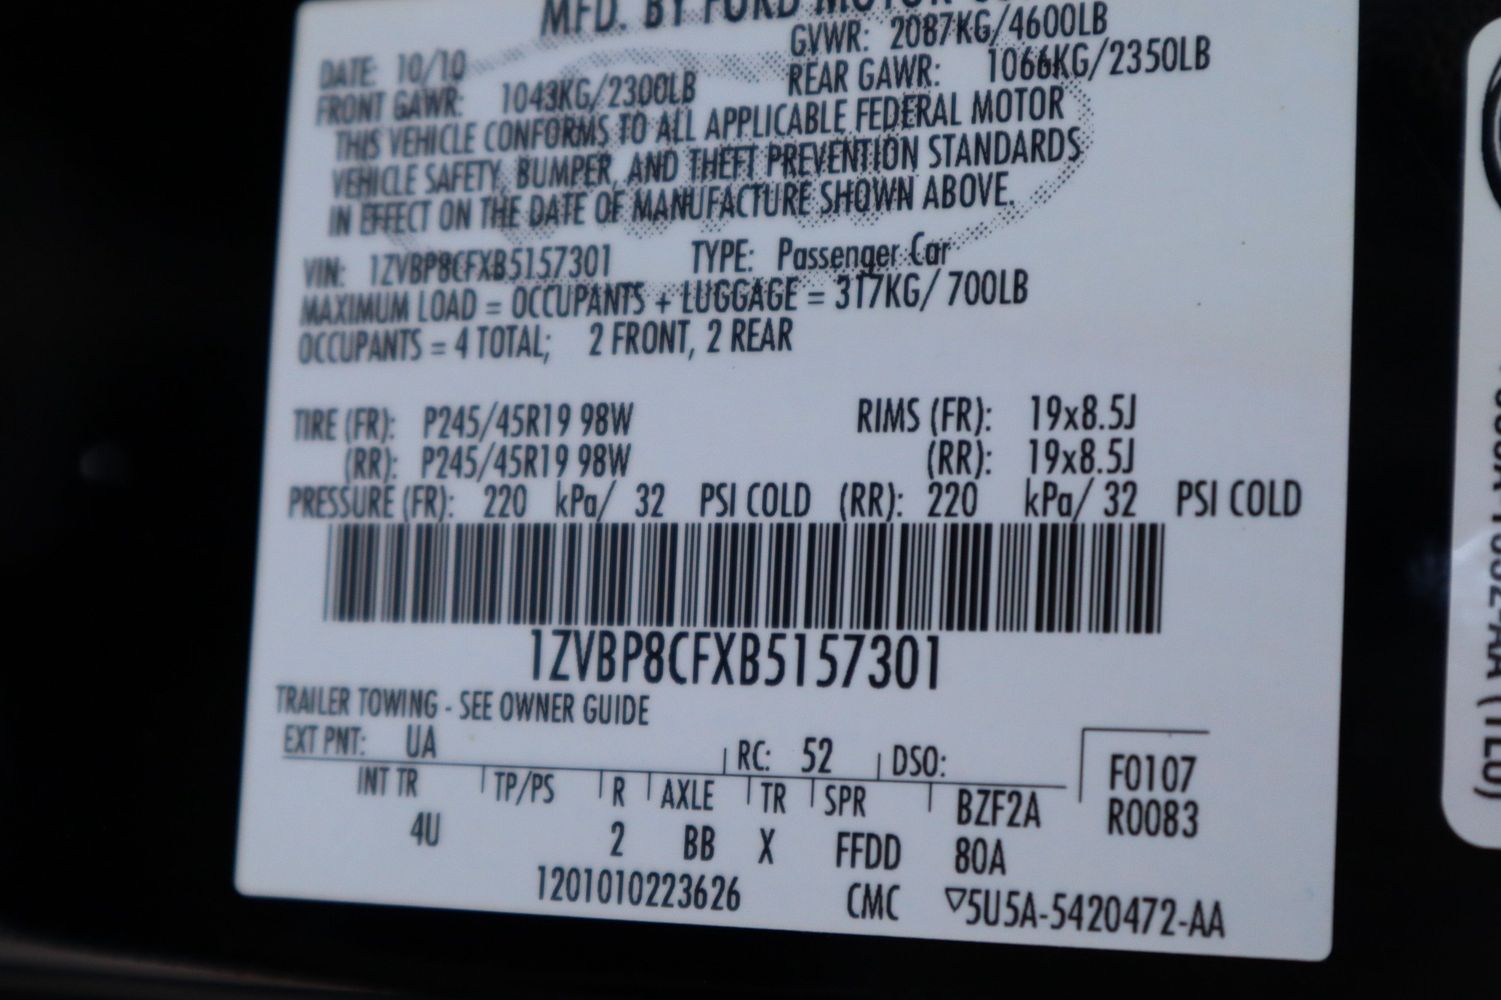 MFD. BY FORD MOTOR
DATE: 10/10 GVWR: 2087KG/4600LB
FRONT GAWR: 1043KG/2300LB REAR GAWR: 1066KG/2350LB
THIS VEHICLE CONFORMS TO ALL APPLICABLE FEDERAL MOTOR
VEHICLE SAFETY, BUMPER, AND THEFT PREVENTION STANDARDS
IN EFFECT ON THE DATE OF MANUFACTURE SHOWN ABOVE.
VIN: 1ZVBP8CFXB5157301 TYPE: Passenger Car
MAXIMUM LOAD = OCCUPANTS + LUGGAGE = 317KG/ 700LB
OCCUPANTS = 4 TOTAL; 2 FRONT, 2 REAR
TIRE (FR): P245/45R19 98W RIMS (FR): 19x8.5J
(RR): P245/45R19 98W (RR): 19x8.5J
PRESSURE (FR): 220 kPa/ 32 PSI COLD (RR): 220 kPa/ 32 PSI COLD
1ZVBP8CFXB5157301
TRAILER TOWING - SEE OWNER GUIDE
EXT PNT: UA RC: 52 DSO: F0107
INT TR TP/PS R AXLE TR SPR BZF2A R0083
4U 2 BB X FFDD 80A
1201010223626 CMC ▽5U5A-5420472-AA